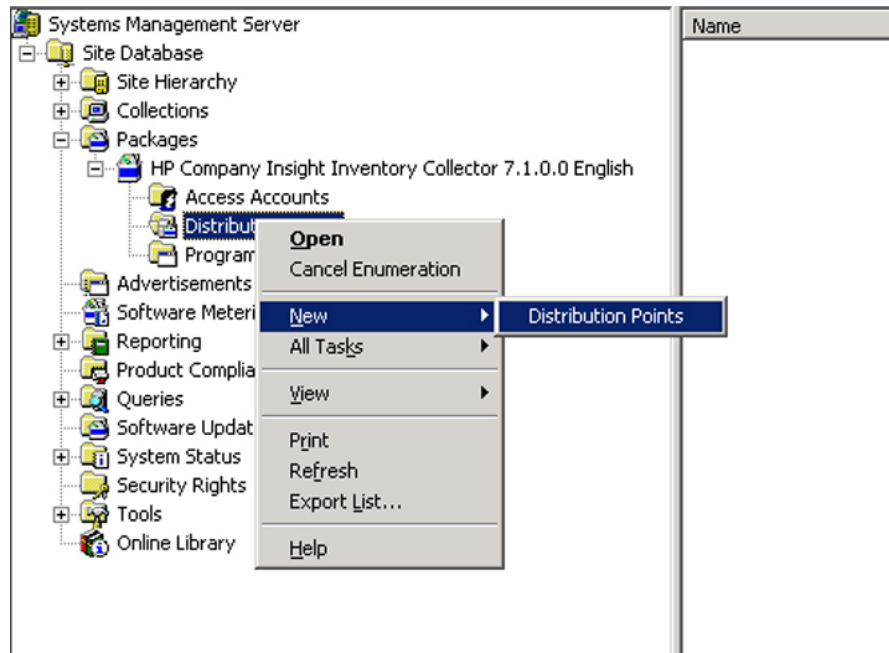 Systems Management Server
Name
Site Database
Site Hierarchy
Collections
Packages
HP Company Insight Inventory Collector 7.1.0.0 English
Access Accounts
Distribut
Program
Advertisements
Software Meteri
Reporting
Product Complia
Queries
Software Updat
System Status
Security Rights
Tools
Online Library
Open
Cancel Enumeration
New
Distribution Points
All Tasks
View
Print
Refresh
Export List...
Help